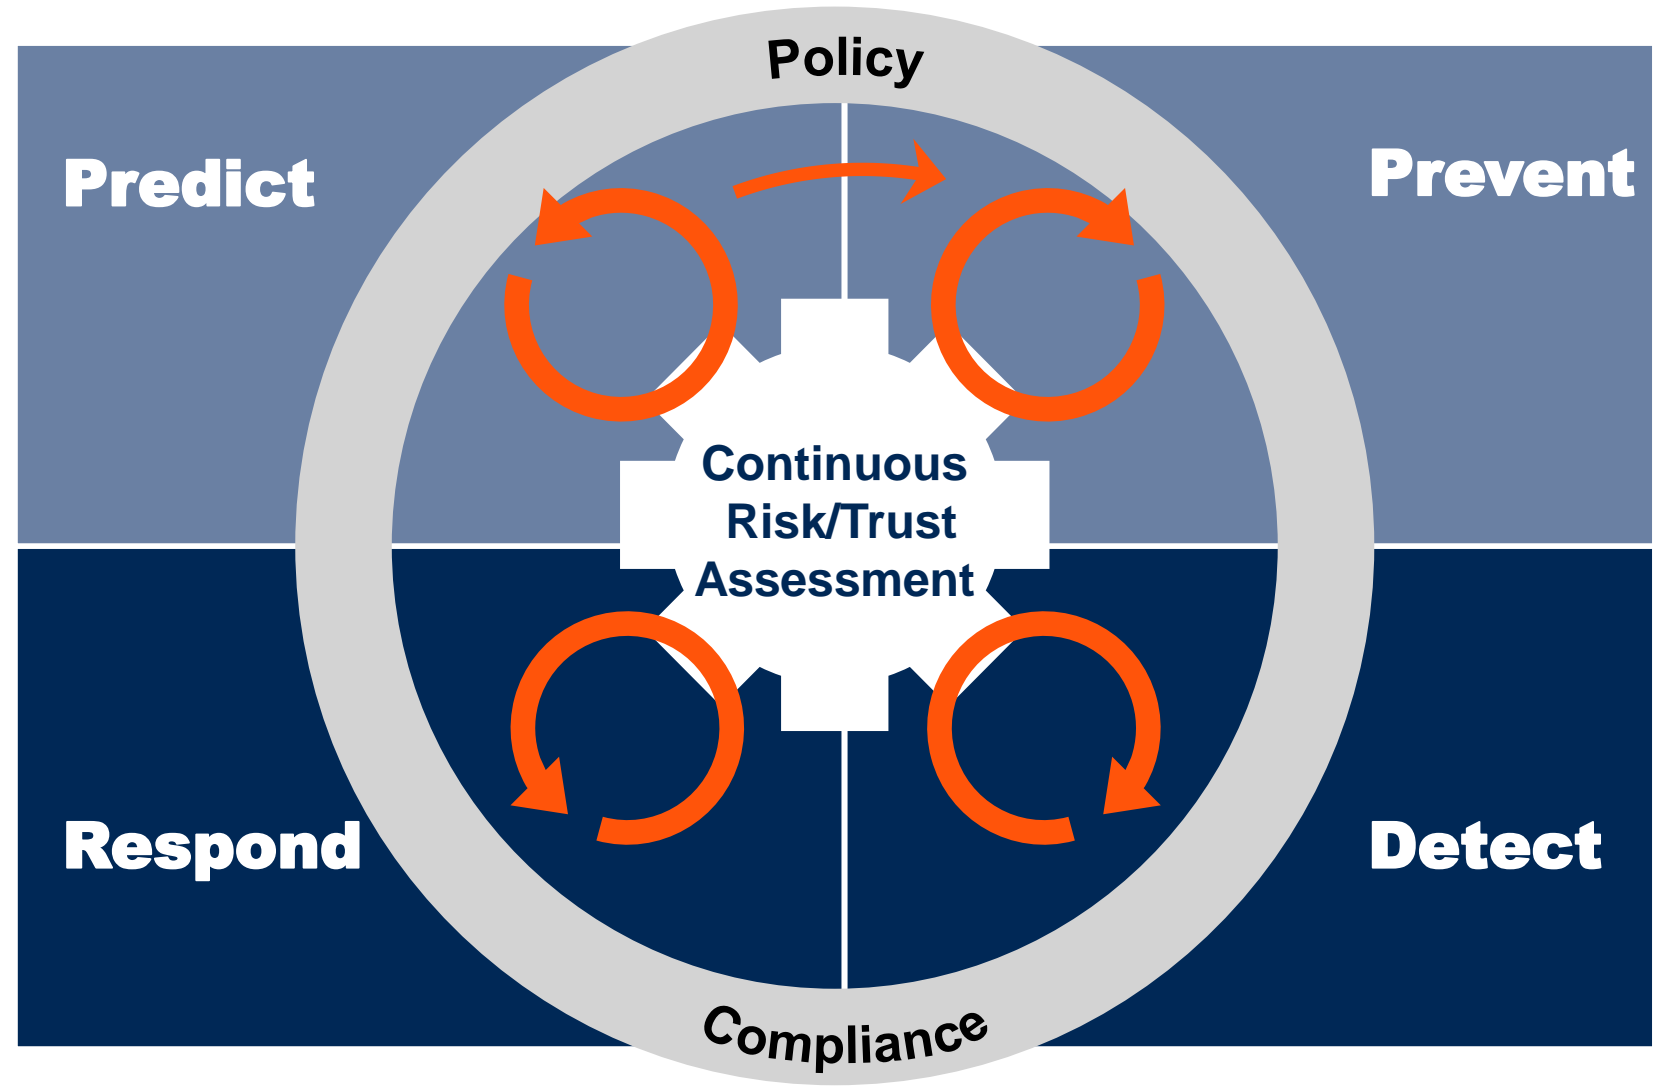 Policy
Predict
Prevent
Continuous
Risk/Trust
Assessment
Respond
Detect
Compliance